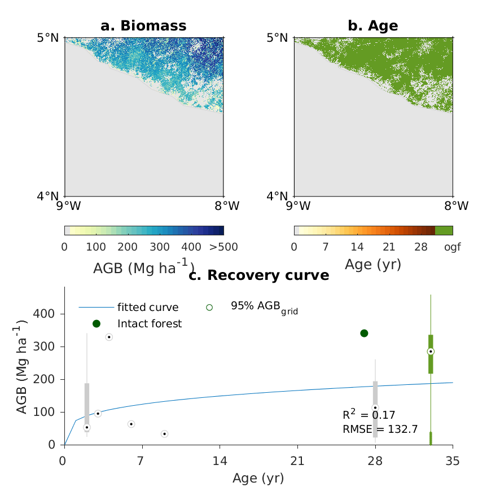 a. Biomass
b. Age
5°N
4°N
9°W 8°W
5°N
4°N
9°W 8°W
0 100 200 300 400 >500
AGB (Mg ha⁻¹)
0 7 14 21 28 ogf
Age (yr)
c. Recovery curve
fitted curve
95% AGB_grid
Intact forest
AGB (Mg ha⁻¹)
400
300
200
100
0
R² = 0.17
RMSE = 132.7
0 7 14 21 28 35
Age (yr)